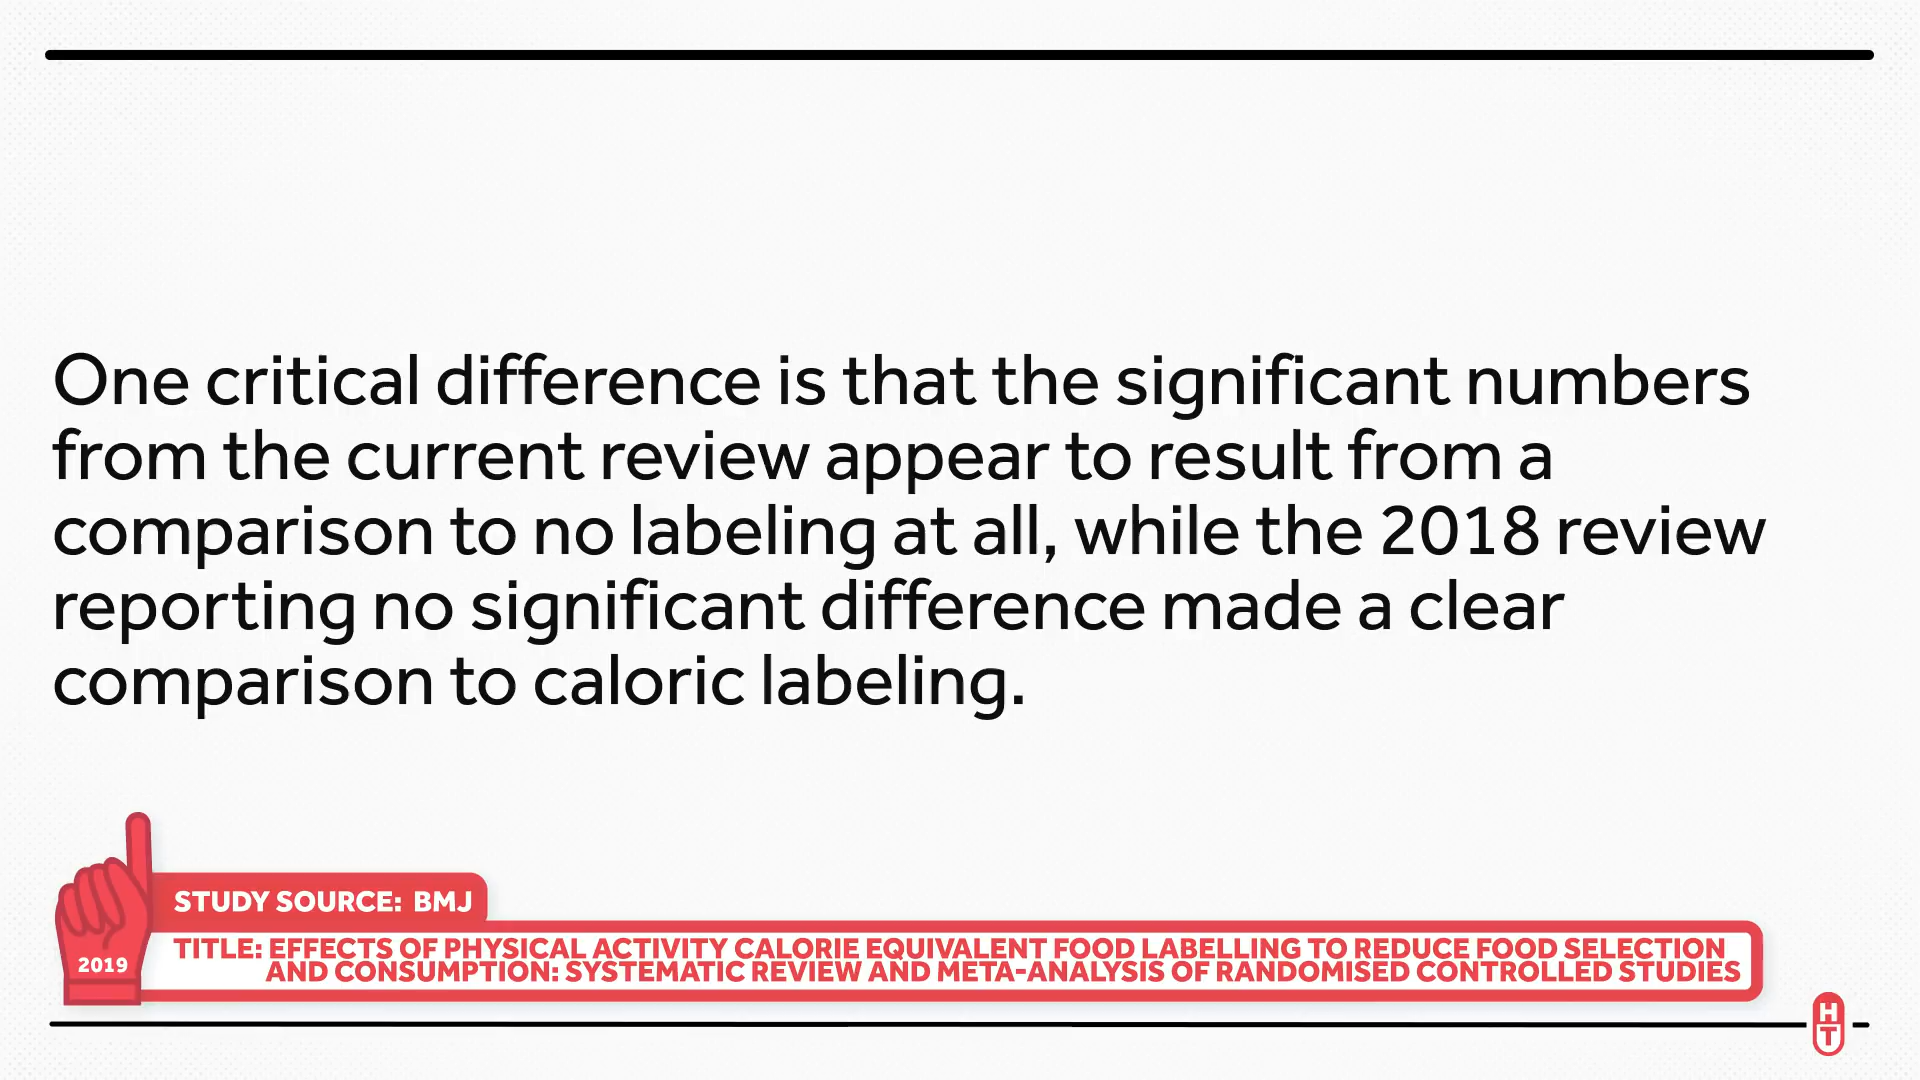 One critical difference is that the significant numbers
from the current review appear to result from a
comparison to no labeling at all, while the 2018 review
reporting no significant difference made a clear
comparison to caloric labeling.
STUDY SOURCE: BMJ
2019
TITLE: EFFECTS OF PHYSICAL ACTIVITY CALORIE EQUIVALENT FOOD LABELLING TO REDUCE FOOD SELECTION
AND CONSUMPTION: SYSTEMATIC REVIEW AND META-ANALYSIS OF RANDOMISED CONTROLLED STUDIES
H
T